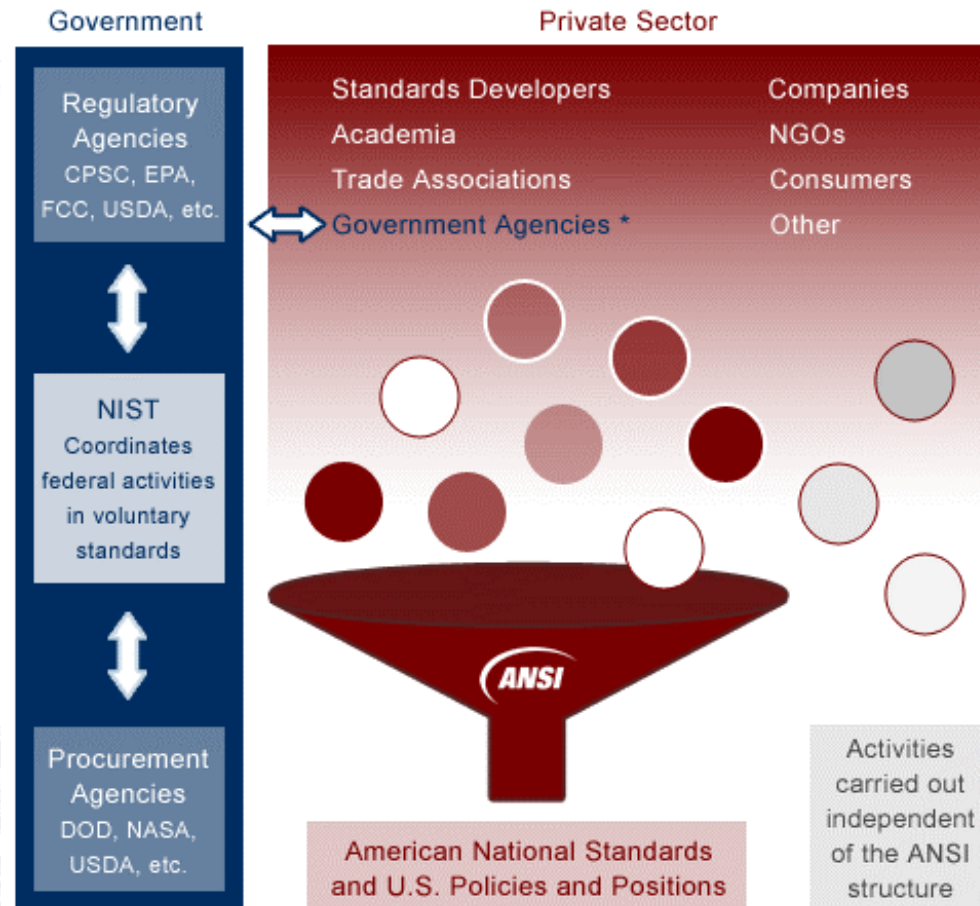 Government
Regulatory
Agencies
CPSC, EPA,
FCC, USDA, etc.
NIST
Coordinates
federal activities
in voluntary
standards
Procurement
Agencies
DOD, NASA,
USDA, etc.
Private Sector
Standards Developers
Academia
Trade Associations
Government Agencies *
Companies
NGOs
Consumers
Other
ANSI
American National Standards
and U.S. Policies and Positions
Activities
carried out
independent
of the ANSI
structure